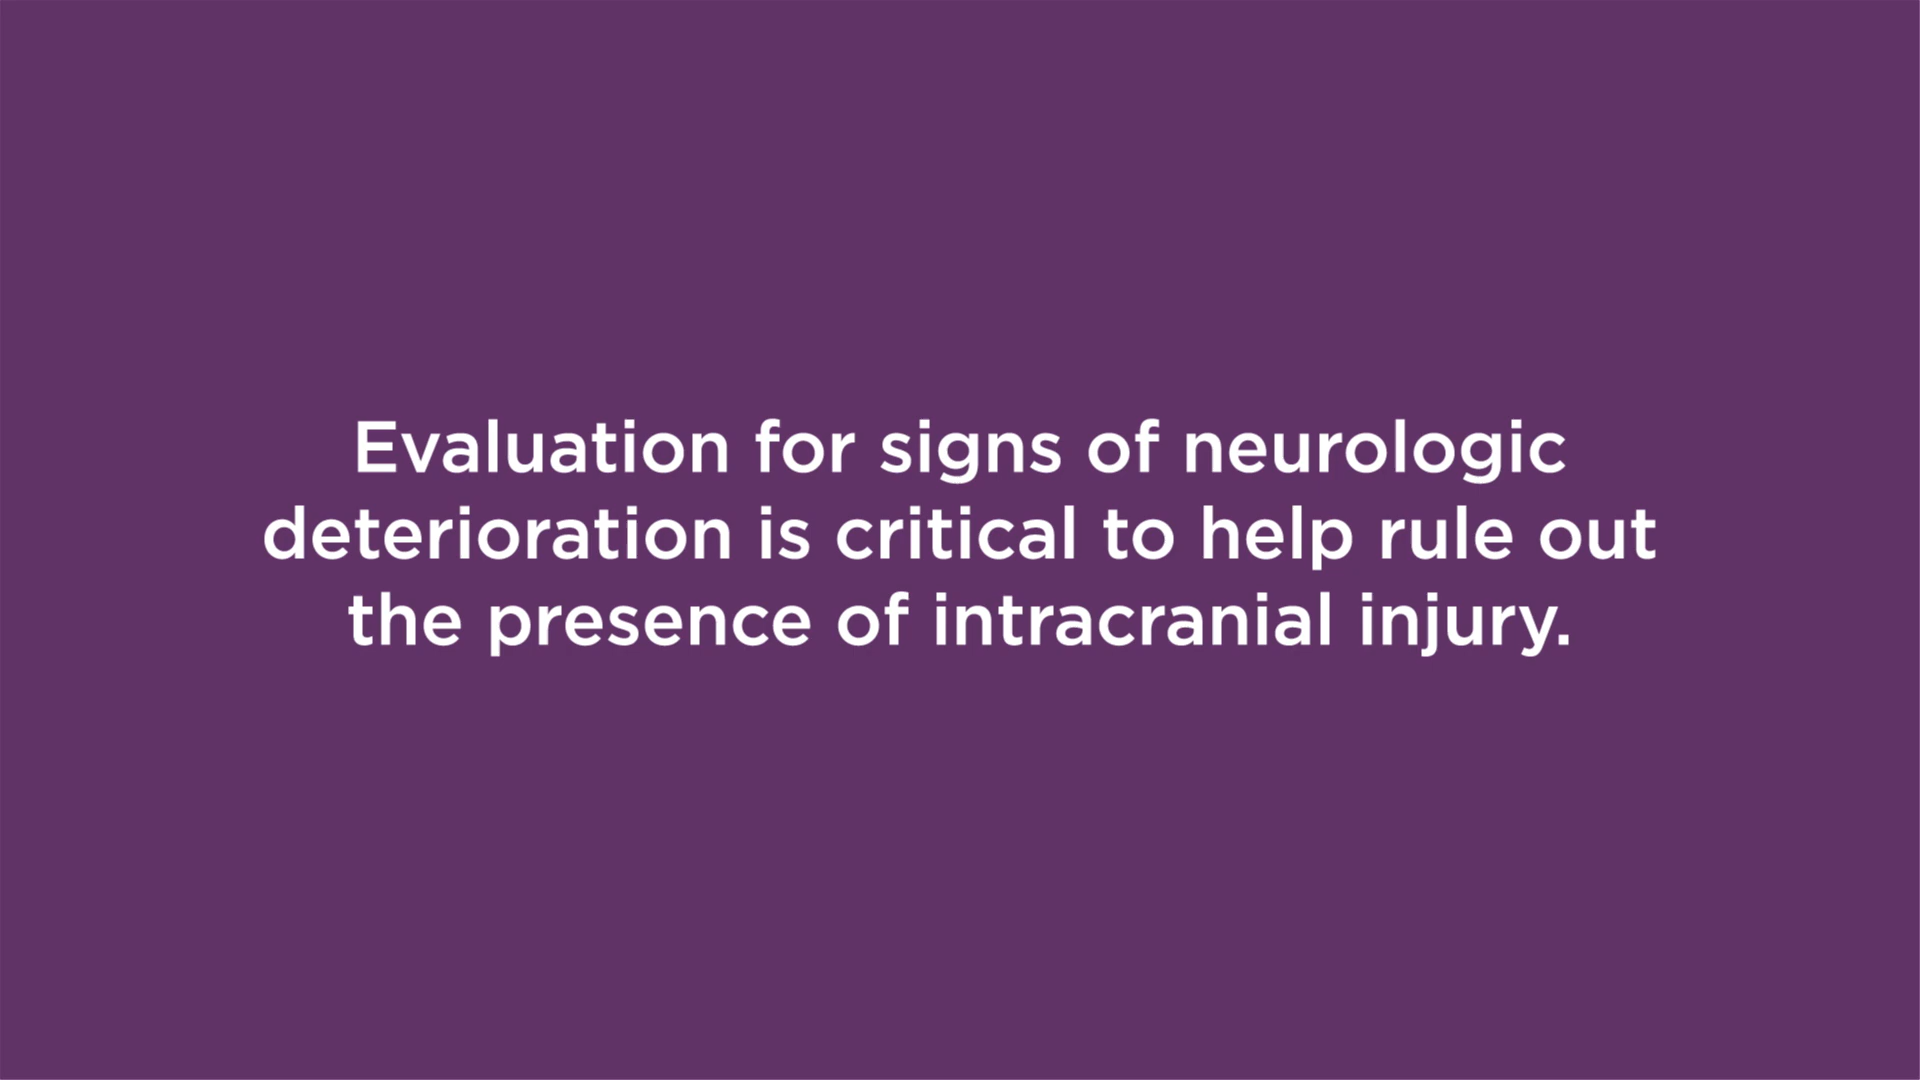 Evaluation for signs of neurologic
deterioration is critical to help rule out
the presence of intracranial injury.